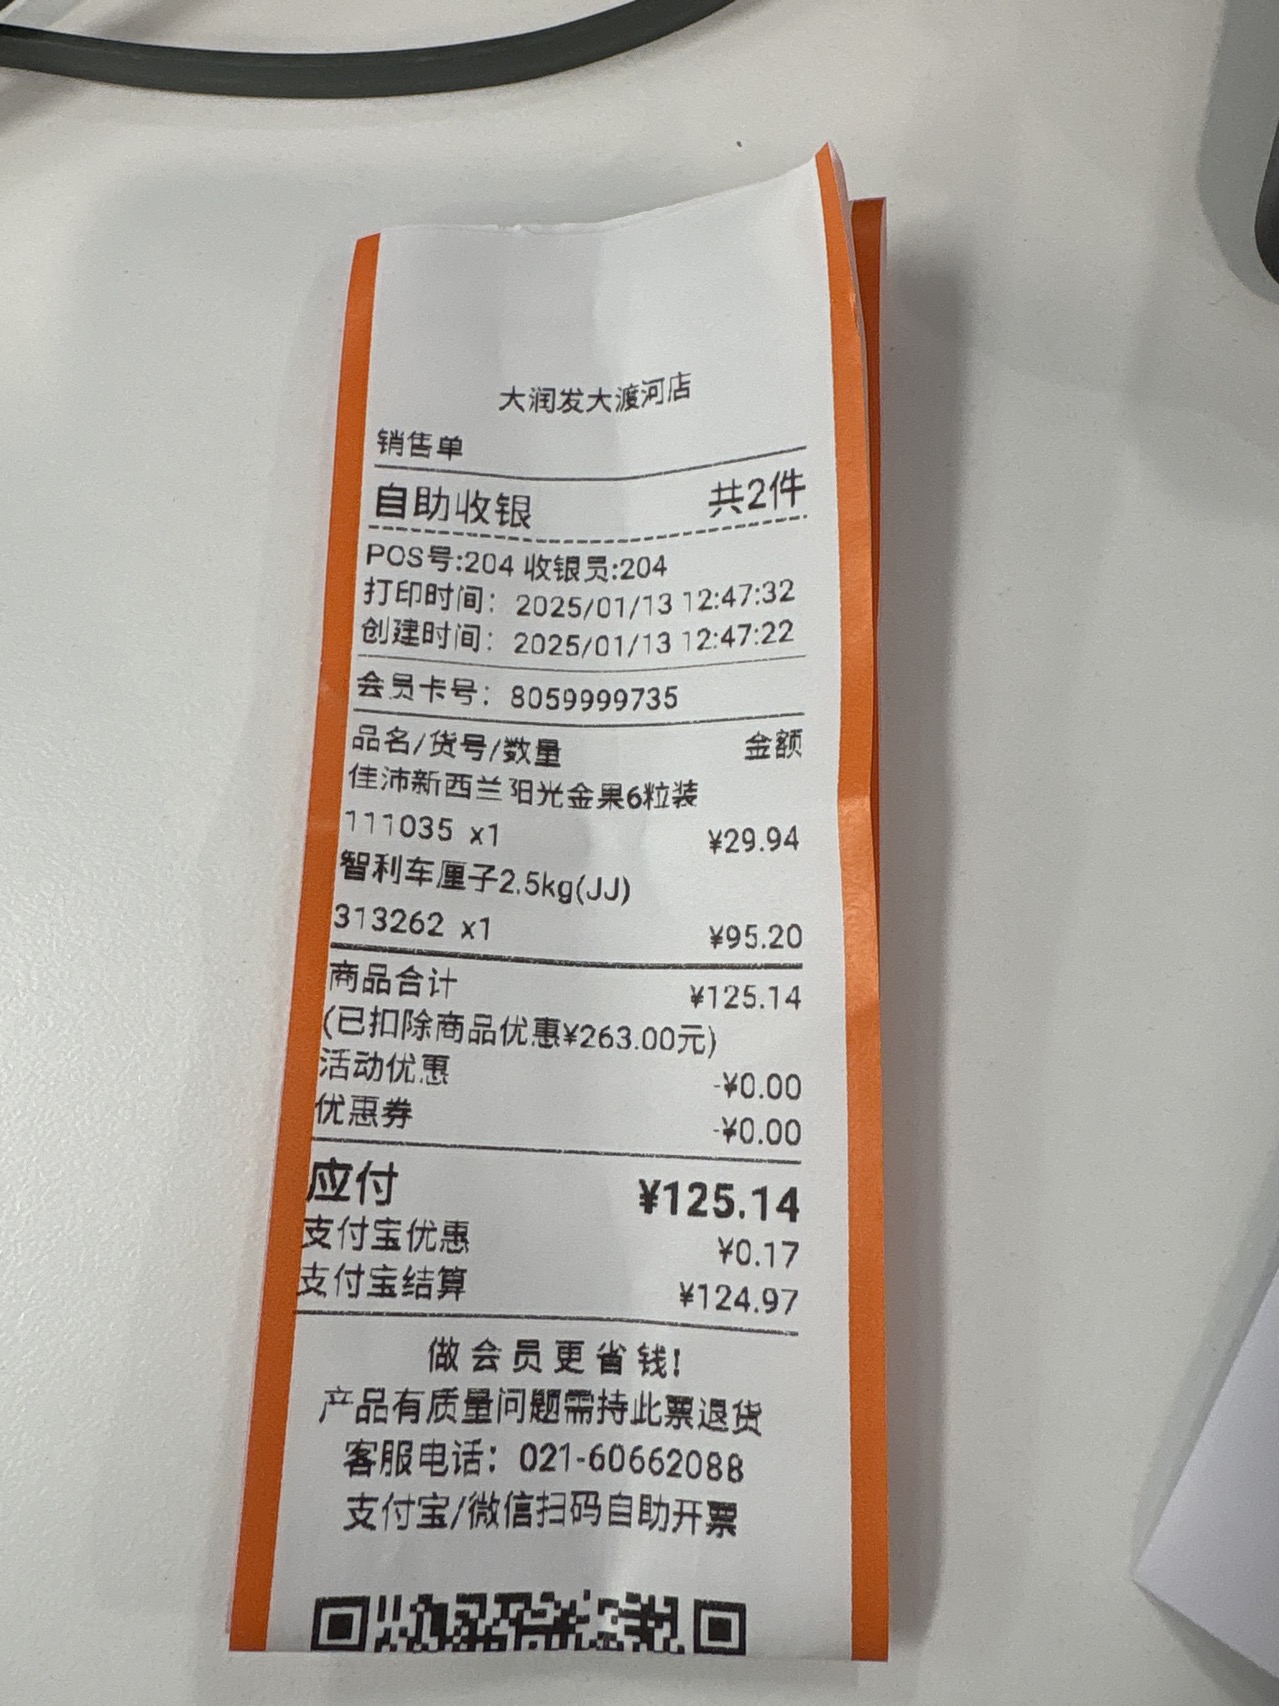 大润发大渡河店
销售单
自助收银 共2件
POS号:204 收银员:204
打印时间： 2025/01/13 12:47:32
创建时间： 2025/01/13 12:47:22
会员卡号： 8059999735
品名/货号/数量 金额
佳沛新西兰阳光金果6粒装
111035 x1 ¥29.94
智利车厘子2.5kg(JJ)
313262 x1 ¥95.20
商品合计 ¥125.14
(已扣除商品优惠¥263.00元)
活动优惠 -¥0.00
优惠券 -¥0.00
应付 ¥125.14
支付宝优惠 ¥0.17
支付宝结算 ¥124.97
做会员更省钱!
产品有质量问题需持此票退货
客服电话：021-60662088
支付宝/微信扫码自助开票